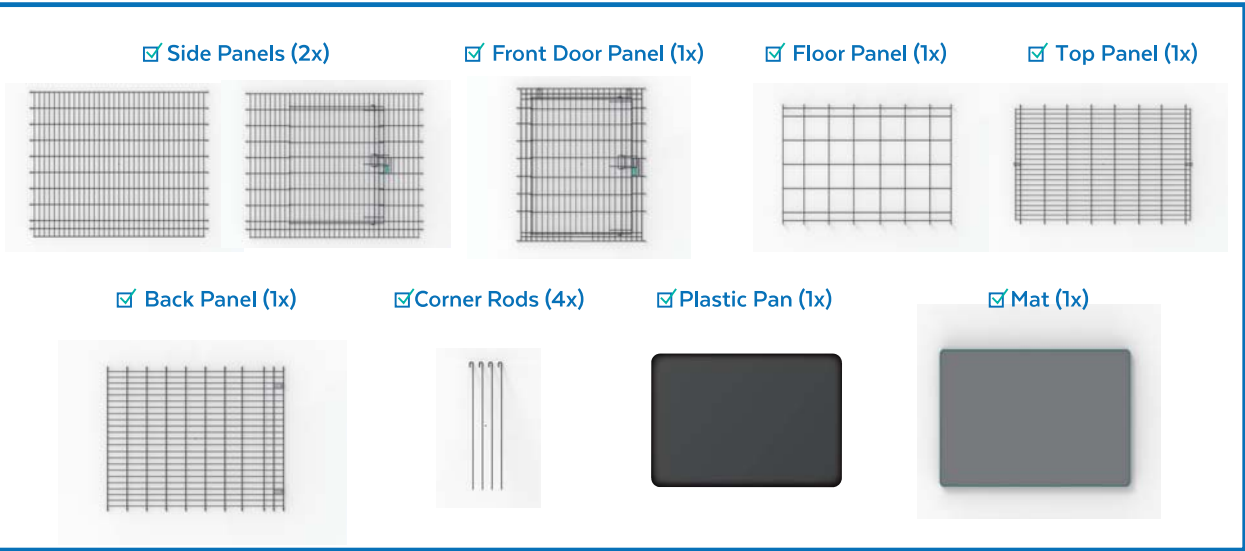 Side Panels (2x)
Front Door Panel (1x)
Floor Panel (1x)
Top Panel (1x)
Back Panel (1x)
Corner Rods (4x)
Plastic Pan (1x)
Mat (1x)